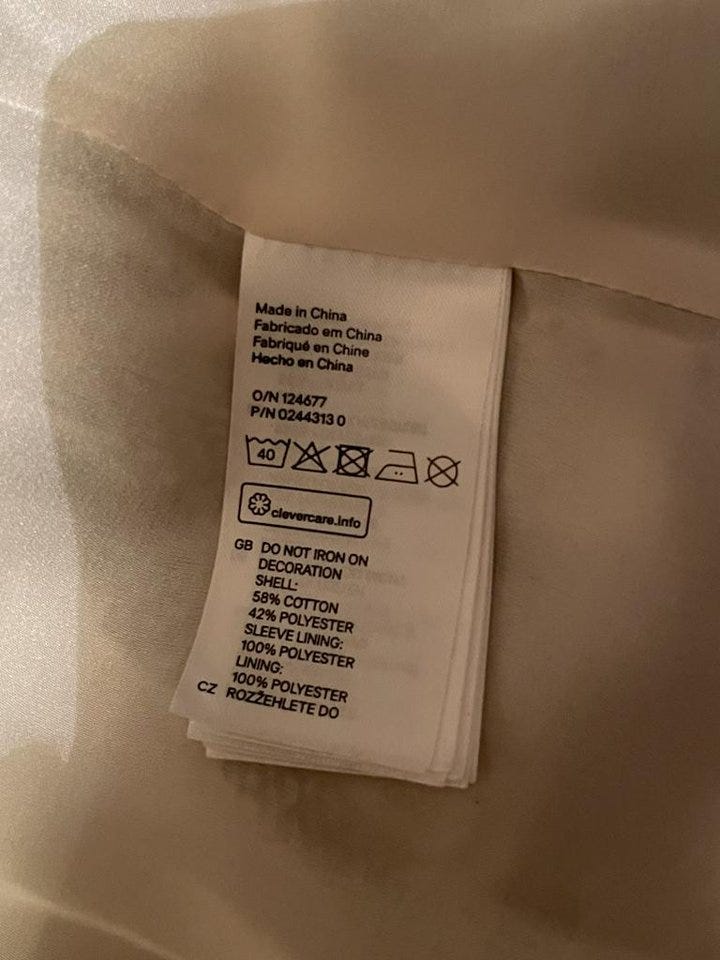 Made in China
Fabricado em China
Fabriqué en Chine
Hecho en China
O/N 124677
P/N 0244313 0
40
clevercare.info
GB DO NOT IRON ON
DECORATION
SHELL:
58% COTTON
42% POLYESTER
SLEEVE LINING:
100% POLYESTER
LINING:
100% POLYESTER
CZ ROZŽEHLETE DO